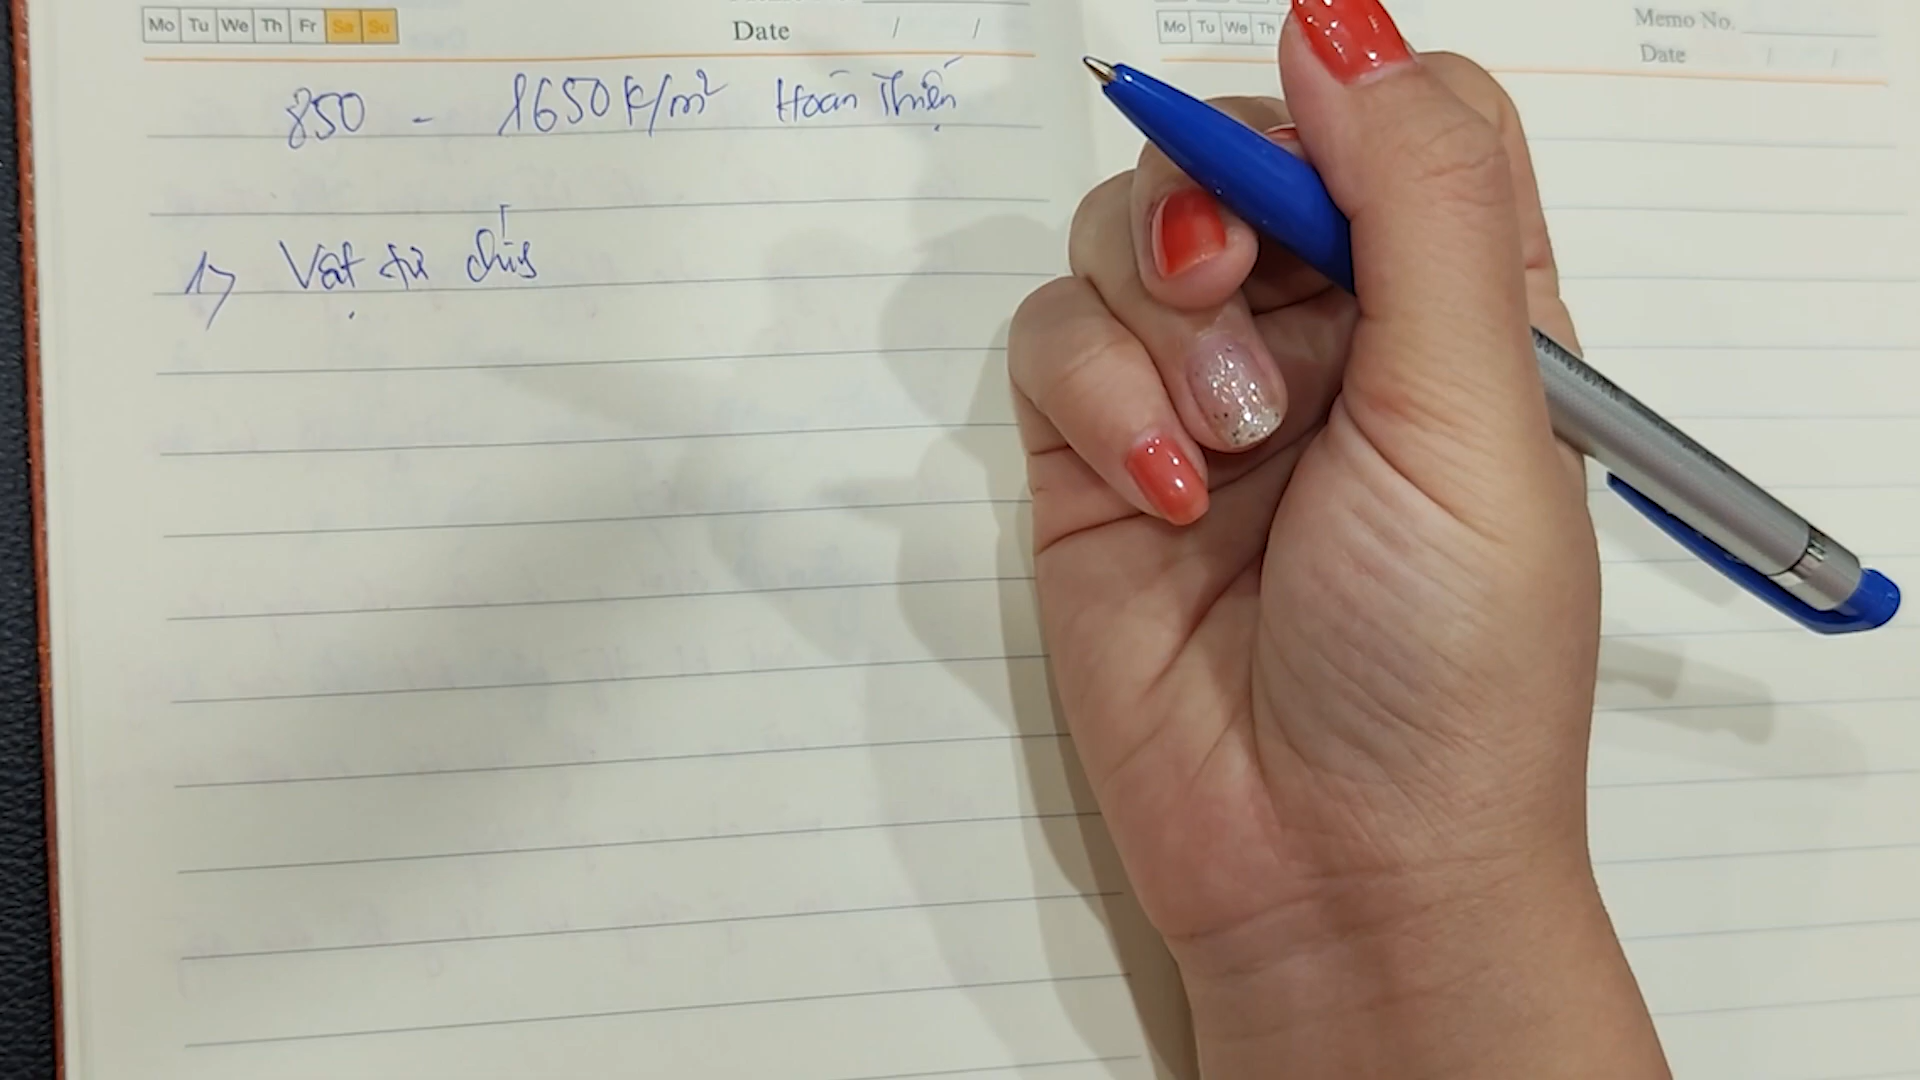 Mo Tu We Th Fr Sa Su
Date / /
850 - 1650K/m² Hoàn Thiện
1> Vật tư chính
Mo Tu We Th
Memo No.
Date / /